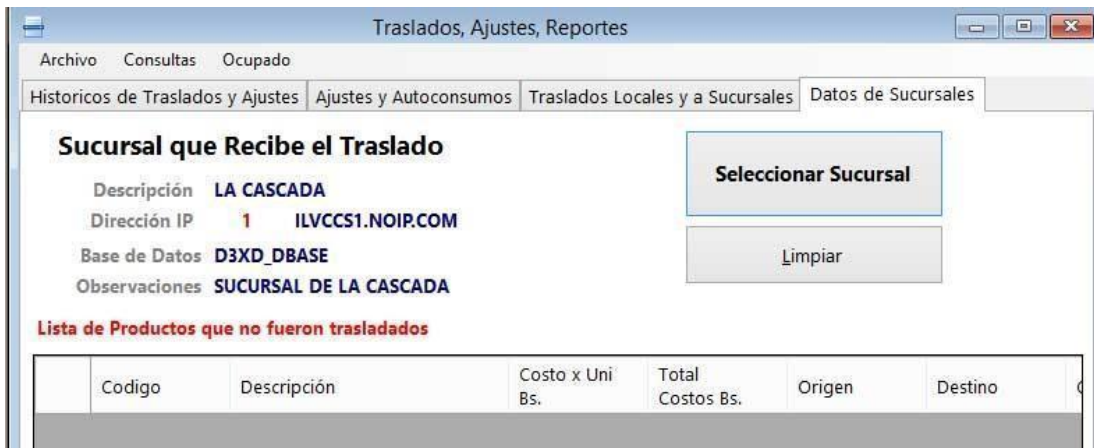 Traslados, Ajustes, Reportes
Archivo Consultas Ocupado
Historicos de Traslados y Ajustes Ajustes y Autoconsumos Traslados Locales y a Sucursales Datos de Sucursales
Sucursal que Recibe el Traslado
Seleccionar Sucursal
Descripción LA CASCADA
Dirección IP 1 ILVCCS1.NOIP.COM
Limpiar
Base de Datos D3XD_DBASE
Observaciones SUCURSAL DE LA CASCADA
Lista de Productos que no fueron trasladados
Codigo Descripción Costo x Uni Bs. Total Costos Bs. Origen Destino